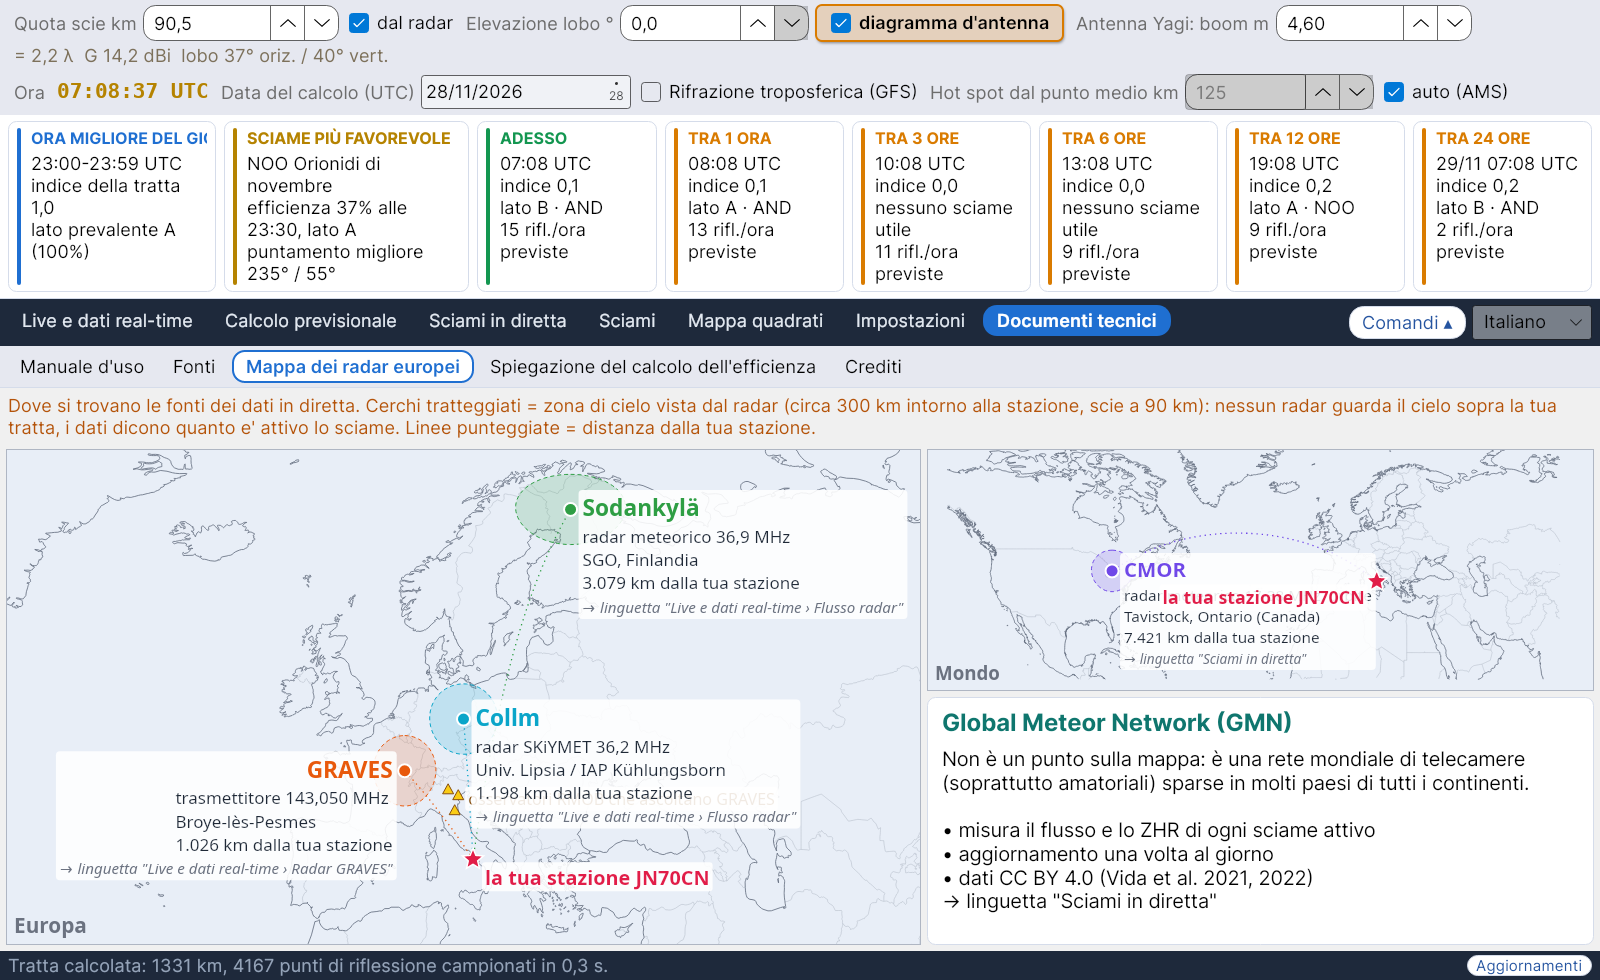 Quota scie km 90,5 dal radar Elevazione lobo ° 0,0 diagramma d'antenna Antenna Yagi: boom m 4,60
= 2,2 λ G 14,2 dBi lobo 37° oriz. / 40° vert.
Ora 07:08:37 UTC Data del calcolo (UTC) 28/11/2026 28 Rifrazione troposferica (GFS) Hot spot dal punto medio km 125 auto (AMS)
ORA MIGLIORE DEL GI
23:00-23:59 UTC
indice della tratta
1,0
lato prevalente A
(100%)
SCIAME PIÙ FAVOREVOLE
NOO Orionidi di
novembre
efficienza 37% alle
23:30, lato A
puntamento migliore
235° / 55°
ADESSO
07:08 UTC
indice 0,1
lato B · AND
15 rifl./ora
previste
TRA 1 ORA
08:08 UTC
indice 0,1
lato A · AND
13 rifl./ora
previste
TRA 3 ORE
10:08 UTC
indice 0,0
nessuno sciame
utile
11 rifl./ora
previste
TRA 6 ORE
13:08 UTC
indice 0,0
nessuno sciame
utile
9 rifl./ora
previste
TRA 12 ORE
19:08 UTC
indice 0,2
lato A · NOO
9 rifl./ora
previste
TRA 24 ORE
29/11 07:08 UTC
indice 0,2
lato B · AND
2 rifl./ora
previste
Live e dati real-time Calcolo previsionale Sciami in diretta Sciami Mappa quadrati Impostazioni Documenti tecnici Comandi ▴ Italiano
Manuale d'uso Fonti Mappa dei radar europei Spiegazione del calcolo dell'efficienza Crediti
Dove si trovano le fonti dei dati in diretta. Cerchi tratteggiati = zona di cielo vista dal radar (circa 300 km intorno alla stazione, scie a 90 km): nessun radar guarda il cielo sopra la tua
tratta, i dati dicono quanto e' attivo lo sciame. Linee punteggiate = distanza dalla tua stazione.
Sodankylä
radar meteorico 36,9 MHz
SGO, Finlandia
3.079 km dalla tua stazione
→ linguetta "Live e dati real-time › Flusso radar"
Collm
radar SKiYMET 36,2 MHz
Univ. Lipsia / IAP Kühlungsborn
1.198 km dalla tua stazione
osservatori RMOB che ascoltano GRAVES
→ linguetta "Live e dati real-time › Flusso radar"
GRAVES
trasmettitore 143,050 MHz
Broye-lès-Pesmes
1.026 km dalla tua stazione
→ linguetta "Live e dati real-time › Radar GRAVES"
la tua stazione JN70CN
Europa
CMOR
radar
la tua stazione JN70CN
Tavistock, Ontario (Canada)
7.421 km dalla tua stazione
→ linguetta "Sciami in diretta"
Mondo
Global Meteor Network (GMN)
Non è un punto sulla mappa: è una rete mondiale di telecamere
(soprattutto amatoriali) sparse in molti paesi di tutti i continenti.
• misura il flusso e lo ZHR di ogni sciame attivo
• aggiornamento una volta al giorno
• dati CC BY 4.0 (Vida et al. 2021, 2022)
→ linguetta "Sciami in diretta"
Tratta calcolata: 1331 km, 4167 punti di riflessione campionati in 0,3 s.
Aggiornamenti